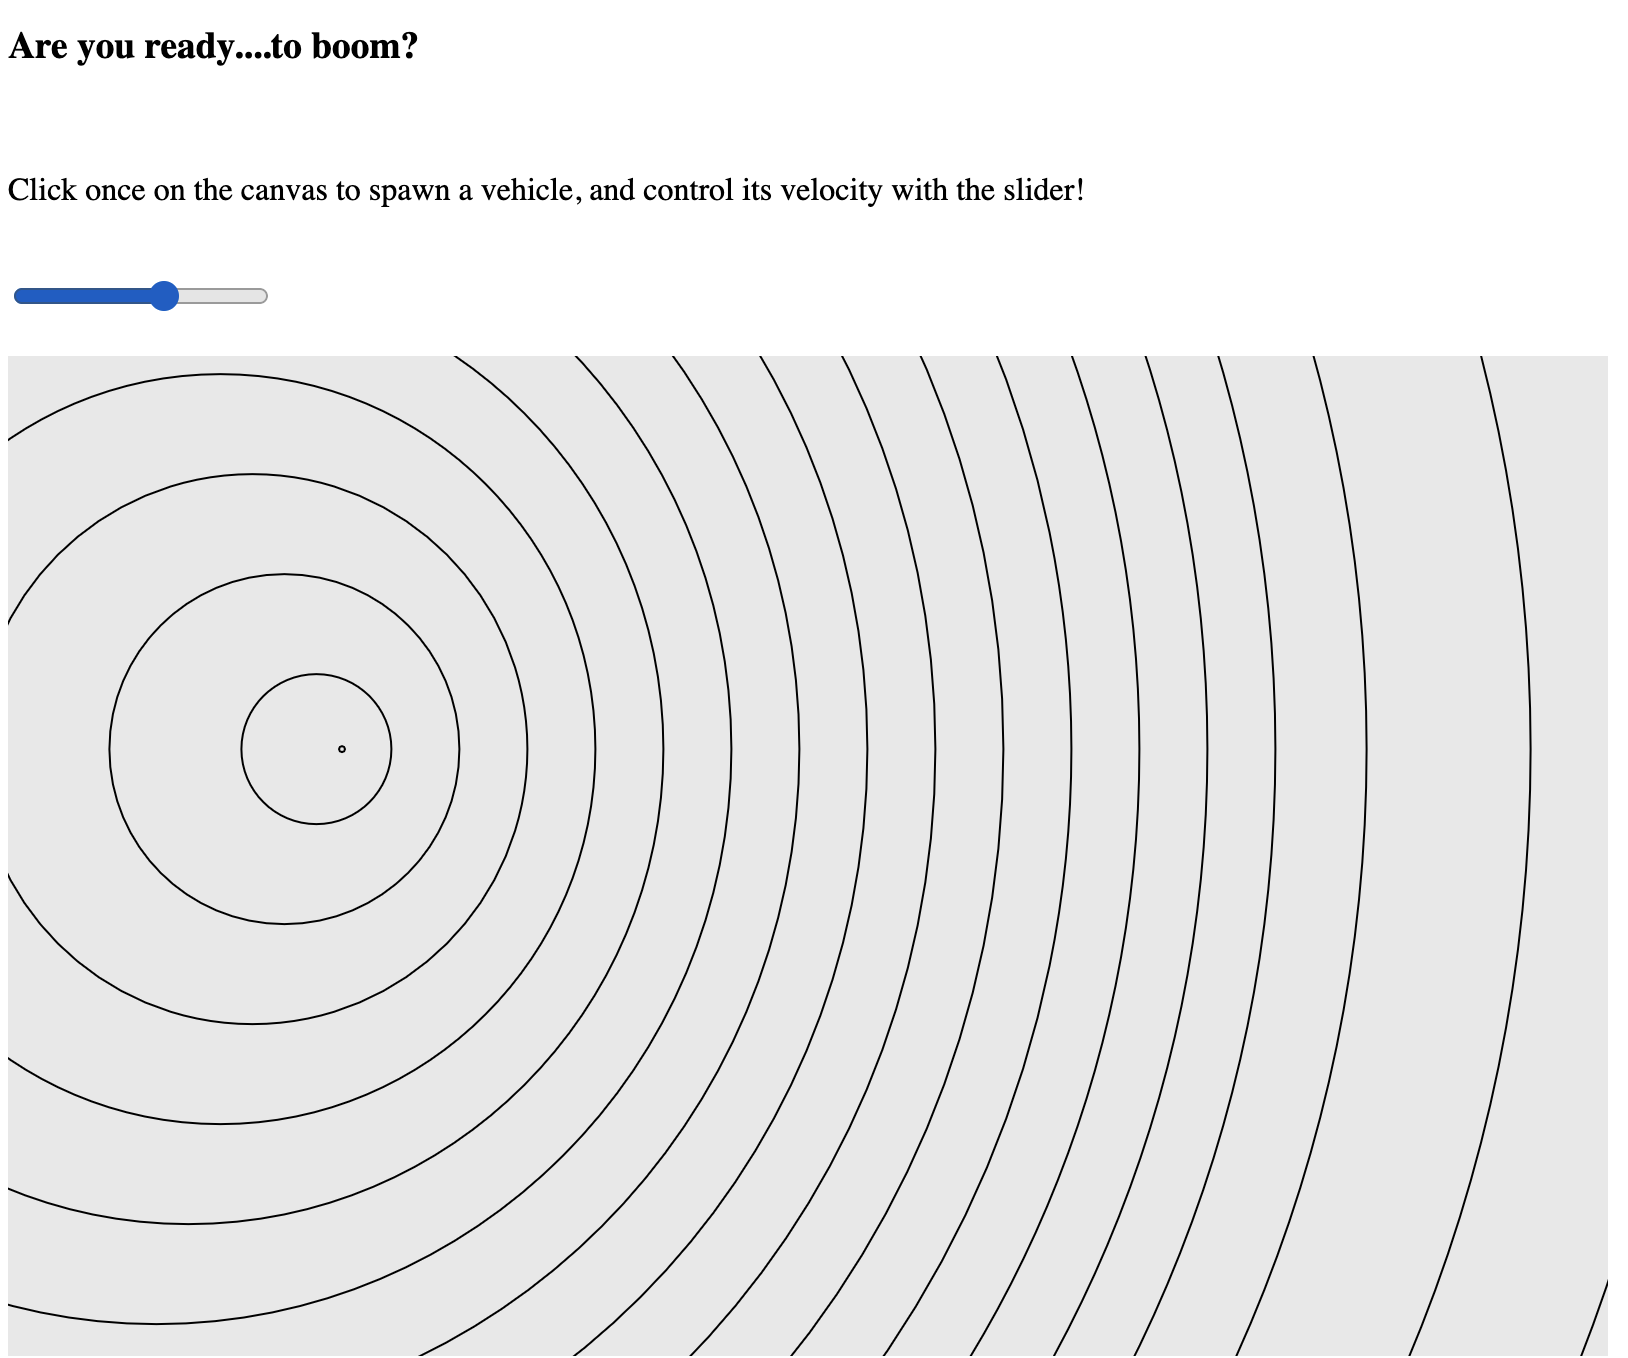 Are you ready....to boom?
Click once on the canvas to spawn a vehicle, and control its velocity with the slider!